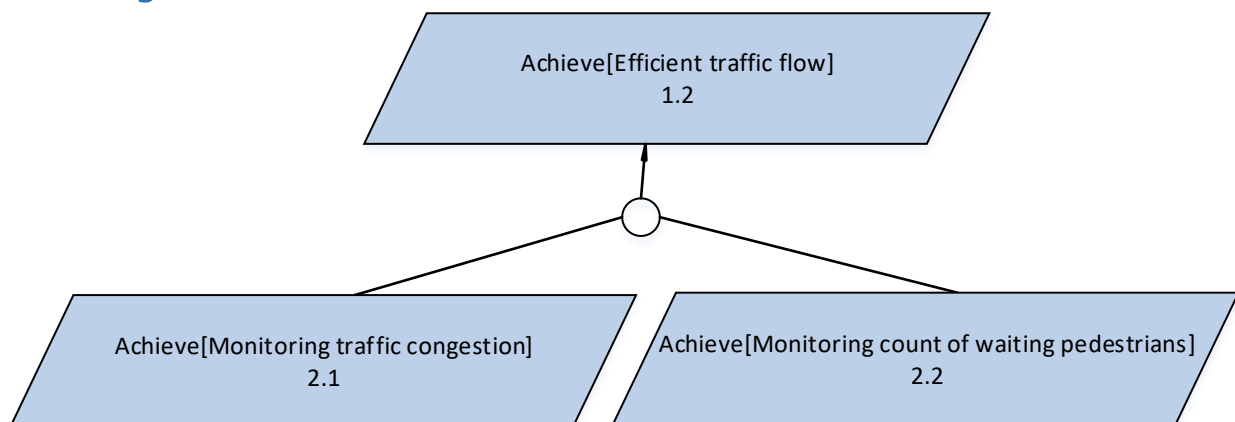 Achieve[Efficient traffic flow]
1.2
Achieve[Monitoring traffic congestion]
2.1
Achieve[Monitoring count of waiting pedestrians]
2.2